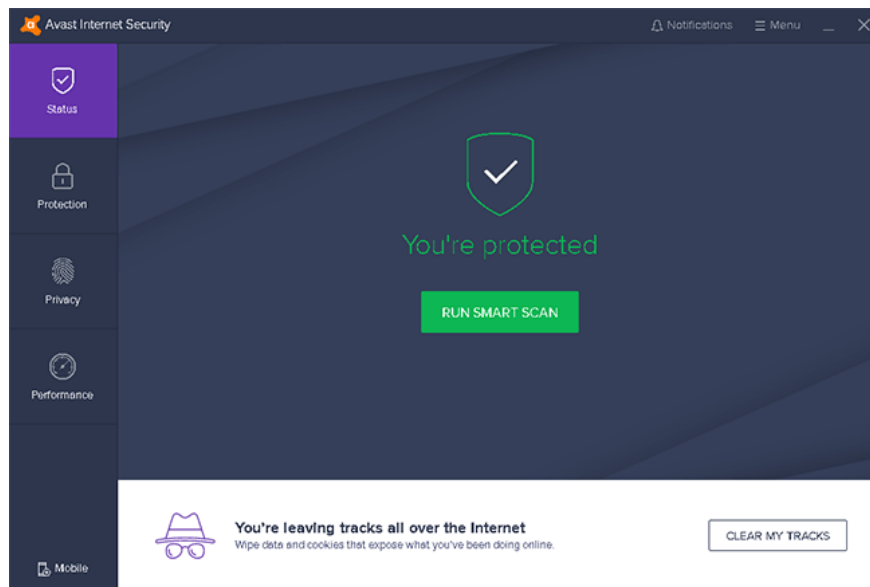 Avast Internet Security
Notifications
Menu
Status
Protection
Privacy
Performance
Mobile
You're protected
RUN SMART SCAN
You're leaving tracks all over the Internet
Wipe data and cookies that expose what you've been doing online.
CLEAR MY TRACKS